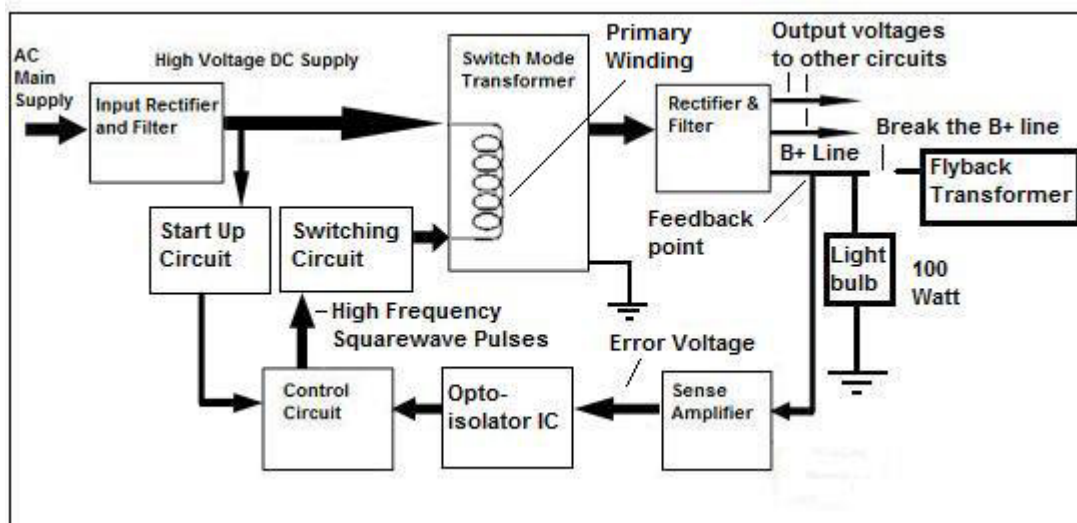 AC
Main
Supply
High Voltage DC Supply
Input Rectifier
and Filter
Switch Mode
Transformer
Primary
Winding
Output voltages
to other circuits
Rectifier &
Filter
Break the B+ line
B+ Line
Flyback
Transformer
Feedback
point
Start Up
Circuit
Switching
Circuit
Light
bulb
100
Watt
High Frequency
Squarewave Pulses
Error Voltage
Control
Circuit
Opto-
isolator IC
Sense
Amplifier